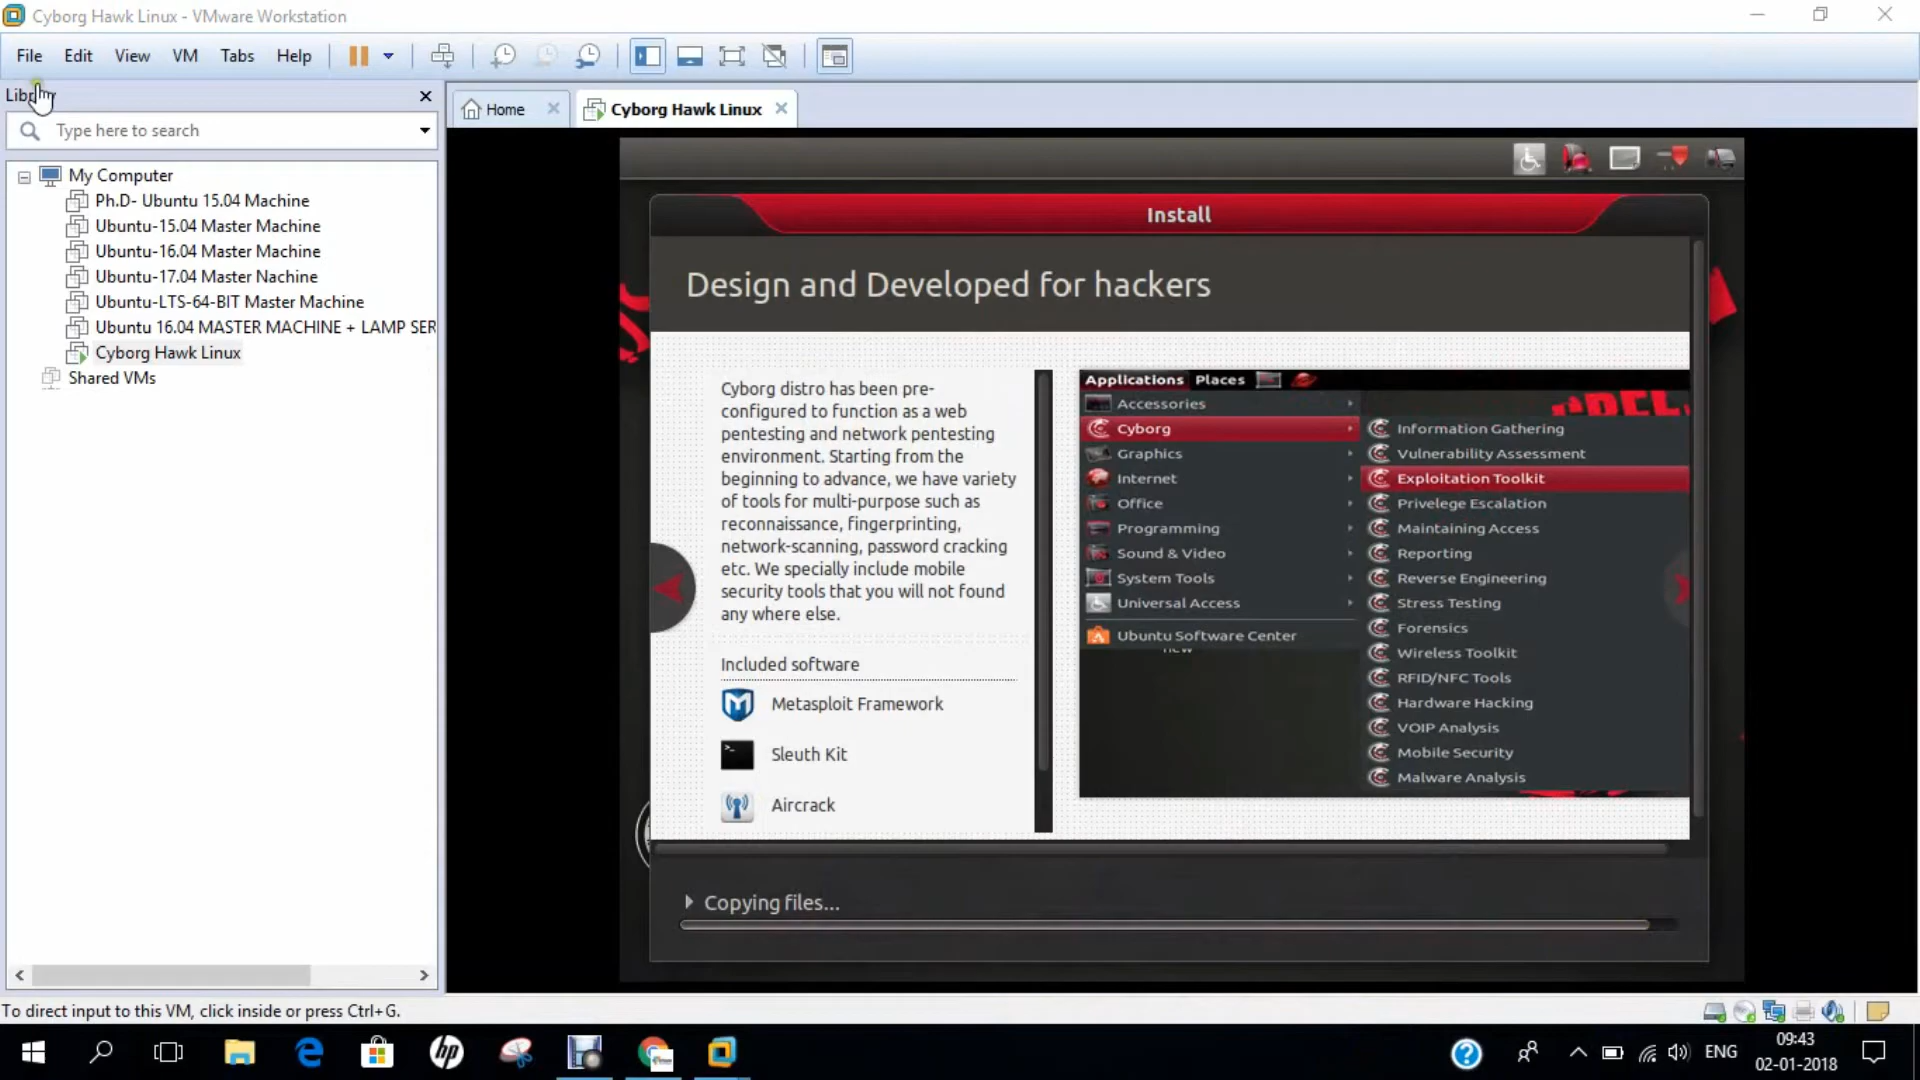 Cyborg Hawk Linux - VMware Workstation
File Edit View VM Tabs Help
Library
Type here to search
My Computer
Ph.D- Ubuntu 15.04 Machine
Ubuntu-15.04 Master Machine
Ubuntu-16.04 Master Machine
Ubuntu-17.04 Master Nachine
Ubuntu-LTS-64-BIT Master Machine
Ubuntu 16.04 MASTER MACHINE + LAMP SER
Cyborg Hawk Linux
Shared VMs
Home
Cyborg Hawk Linux
Install
Design and Developed for hackers
Cyborg distro has been pre-
configured to function as a web
pentesting and network pentesting
environment. Starting from the
beginning to advance, we have variety
of tools for multi-purpose such as
reconnaissance, fingerprinting,
network-scanning, password cracking
etc. We specially include mobile
security tools that you will not found
any where else.
Included software
Metasploit Framework
Sleuth Kit
Aircrack
Applications Places
Accessories
Cyborg
Graphics
Internet
Office
Programming
Sound & Video
System Tools
Universal Access
Ubuntu Software Center
Information Gathering
Vulnerability Assessment
Exploitation Toolkit
Privelege Escalation
Maintaining Access
Reporting
Reverse Engineering
Stress Testing
Forensics
Wireless Toolkit
RFID/NFC Tools
Hardware Hacking
VOIP Analysis
Mobile Security
Malware Analysis
Copying files...
To direct input to this VM, click inside or press Ctrl+G.
hp
ENG
09:43
02-01-2018